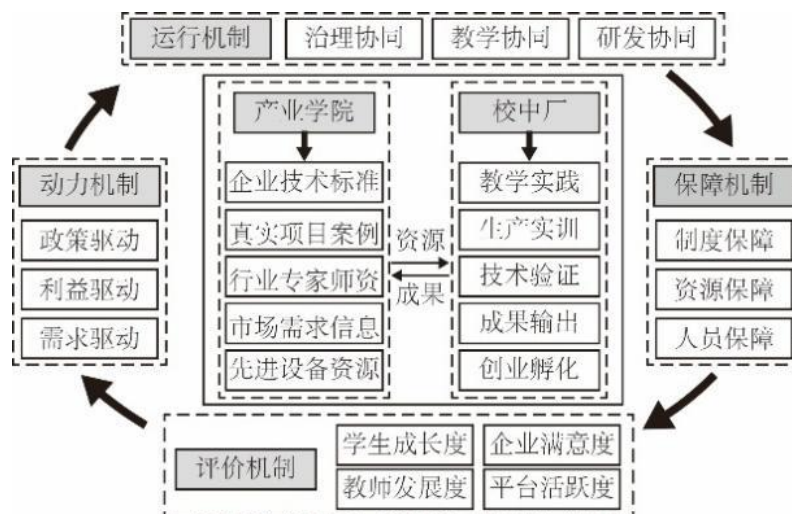 运行机制 治理协同 教学协同 研发协同
动力机制
政策驱动
利益驱动
需求驱动
产业学院
企业技术标准
真实项目案例
行业专家师资
市场需求信息
先进设备资源
资源
成果
校中厂
教学实践
生产实训
技术验证
成果输出
创业孵化
保障机制
制度保障
资源保障
人员保障
评价机制
学生成长度 企业满意度
教师发展度 平台活跃度